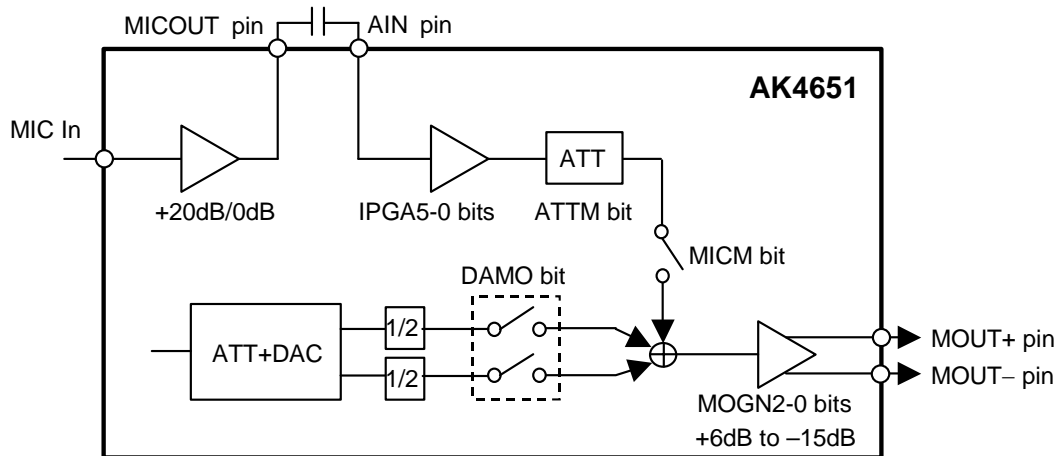 MICOUT pin
AIN pin
AK4651
MIC In
ATT
+20dB/0dB
IPGA5-0 bits
ATTM bit
MICM bit
DAMO bit
ATT+DAC
1/2
1/2
MOUT+ pin
MOUT− pin
MOGN2-0 bits
+6dB to –15dB